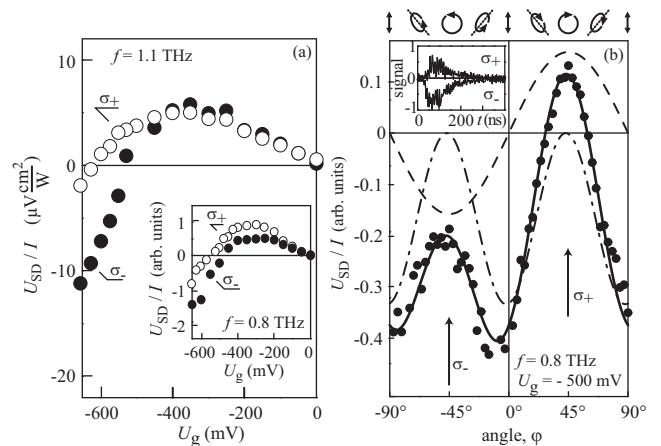 10
0
-10
-20
U_SD / I (μV cm²/W)
f = 1.1 THz
(a)
σ+
σ-
-600
-400
-200
0
U_g (mV)
1
0
-1
2
U_SD / I (arb. units)
σ+
σ-
f = 0.8 THz
-600
-400
-200
0
U_g (mV)
(b)
0.1
0
-0.1
-0.2
-0.3
-0.4
U_SD / I (arb. units)
signal
1
0
-1
σ+
σ-
0
200
t (ns)
σ+
σ-
f = 0.8 THz
U_g = - 500 mV
-90°
-45°
0°
45°
90°
angle, φ